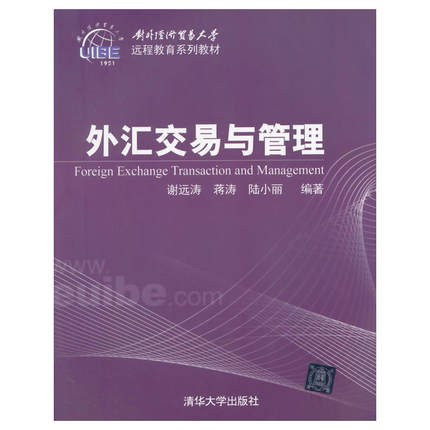 UIBE
1951
对外经济贸易大学
远程教育系列教材
外汇交易与管理
Foreign Exchange Transaction and Management
谢远涛 蒋涛 陆小丽 编著
www.
euibe.com
清华大学出版社